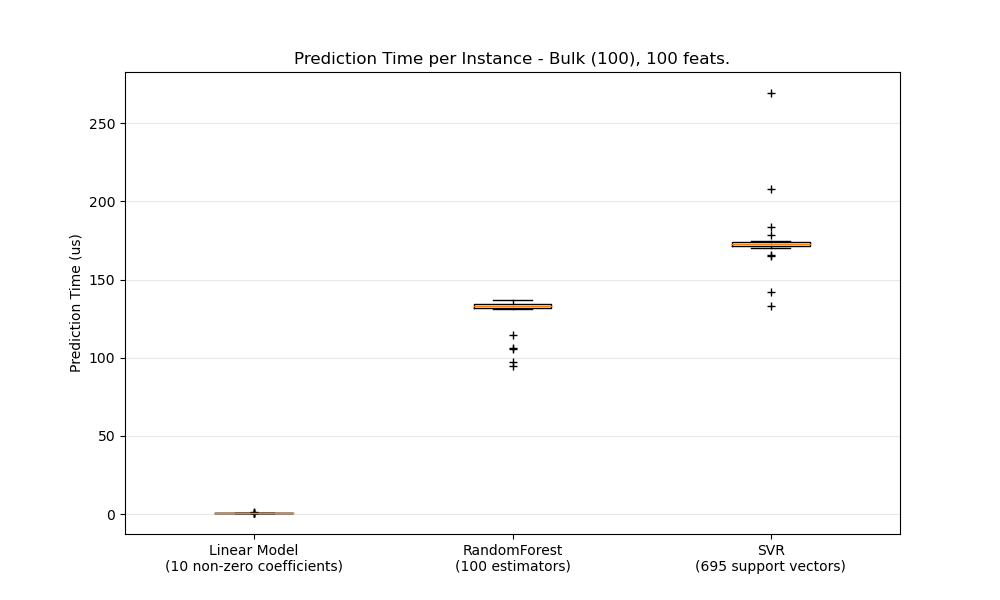 Prediction Time per Instance - Bulk (100), 100 feats.
Prediction Time (us)
250
200
150
100
50
0
Linear Model
(10 non-zero coefficients)
RandomForest
(100 estimators)
SVR
(695 support vectors)